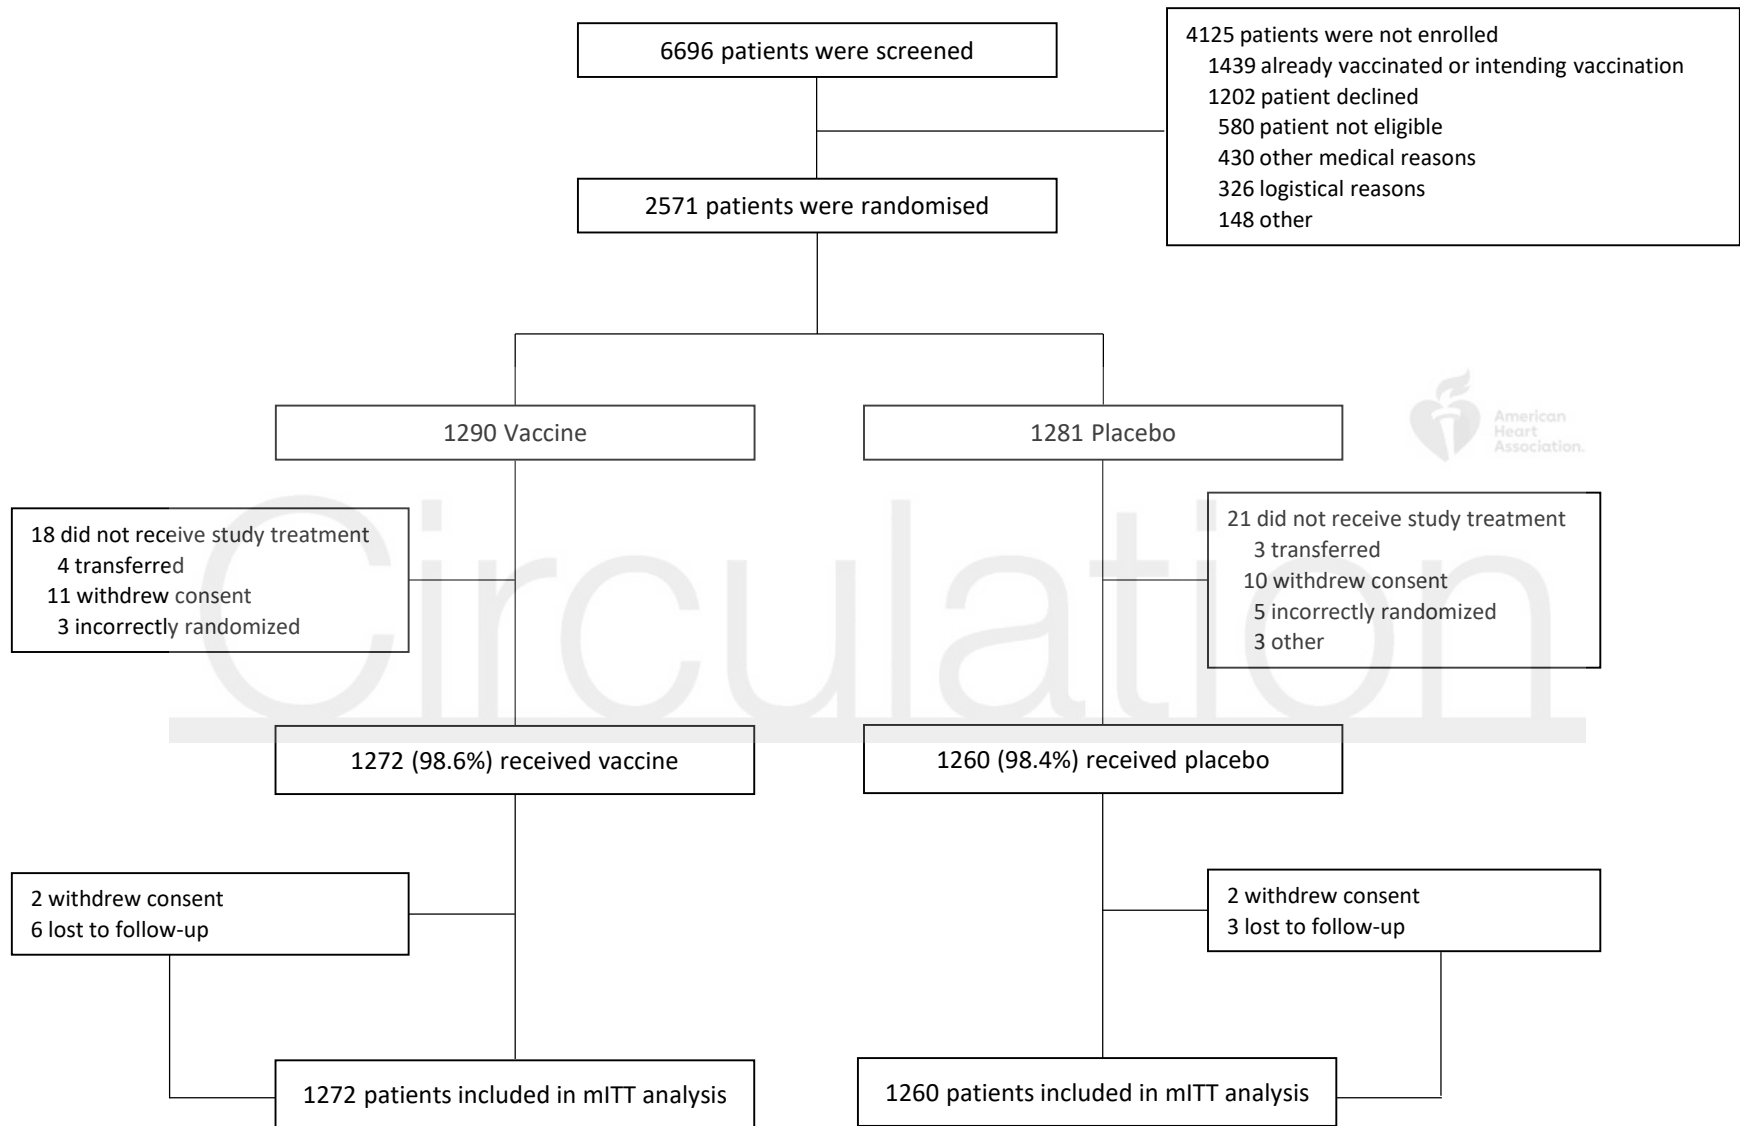 6696 patients were screened
4125 patients were not enrolled
1439 already vaccinated or intending vaccination
1202 patient declined
580 patient not eligible
430 other medical reasons
326 logistical reasons
148 other
2571 patients were randomised
1290 Vaccine
1281 Placebo
American
Heart
Association.
18 did not receive study treatment
4 transferred
11 withdrew consent
3 incorrectly randomized
21 did not receive study treatment
3 transferred
10 withdrew consent
5 incorrectly randomized
3 other
Circulation
1272 (98.6%) received vaccine
1260 (98.4%) received placebo
2 withdrew consent
6 lost to follow-up
2 withdrew consent
3 lost to follow-up
1272 patients included in mITT analysis
1260 patients included in mITT analysis